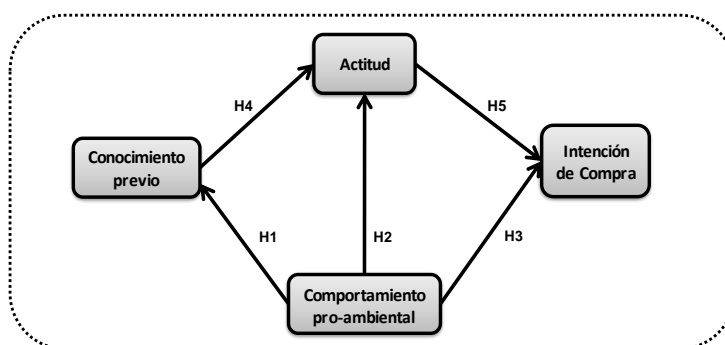 Actitud
H4
H5
Conocimiento
previo
Intención
de Compra
H1
H2
H3
Comportamiento
pro-ambiental